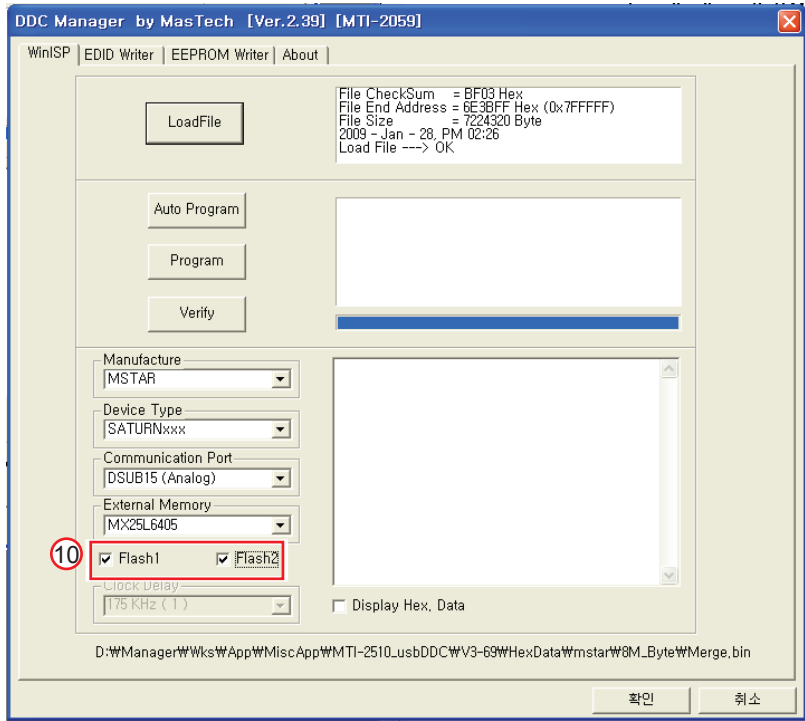 DDC Manager by MasTech [Ver.2.39] [MTI-2059]
WinISP EDID Writer EEPROM Writer About
LoadFile
File CheckSum = BF03 Hex
File End Address = 6E3BFF Hex (0x7FFFFF)
File Size = 7224320 Byte
2009 - Jan - 28, PM 02:26
Load File ---> OK
Auto Program
Program
Verify
Manufacture
MSTAR
Device Type
SATURNxxx
Communication Port
DSUB15 (Analog)
External Memory
MX25L6405
10 Flash1 Flash2
Clock Delay
175 KHz ( 1 )
Display Hex, Data
D:₩Manager₩Wks₩App₩MiscApp₩MTI-2510_usbDDC₩V3-69₩HexData₩mstar₩8M_Byte₩Merge.bin
확인 취소